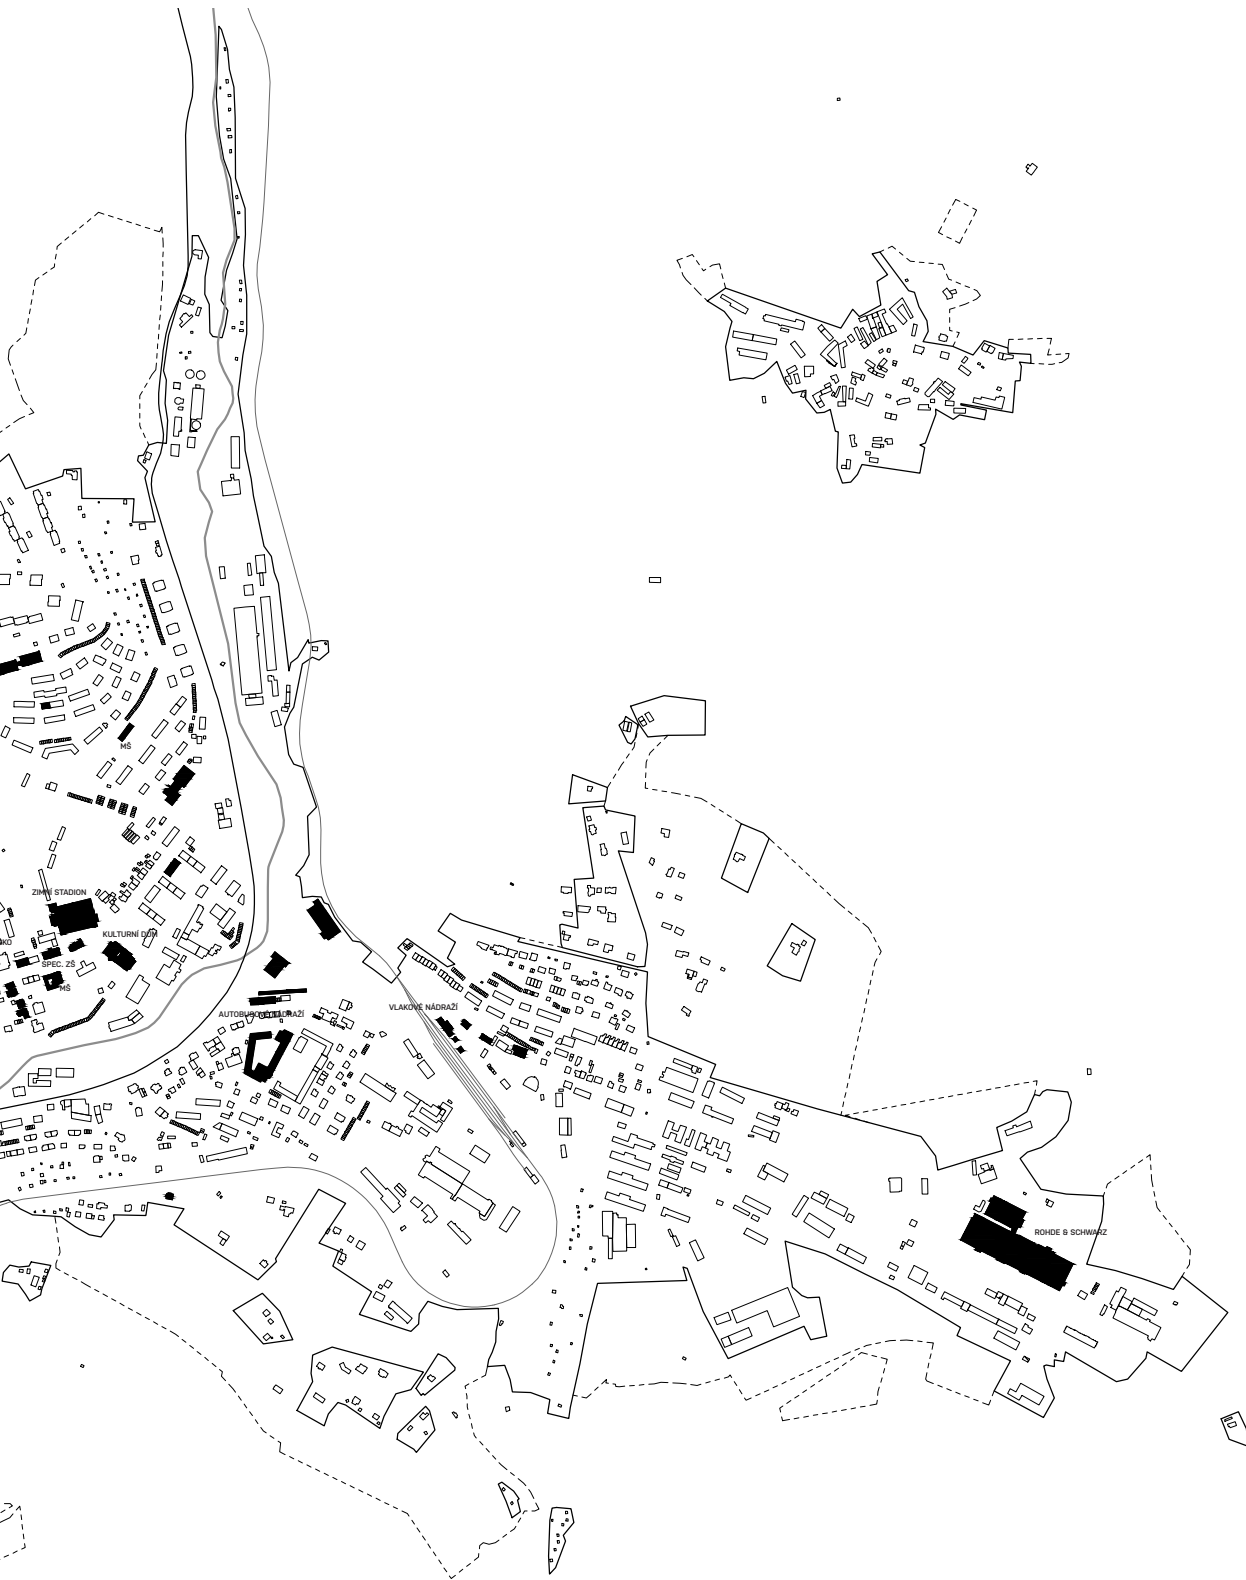 MŠ
ZIMNÍ STADION
KULTURNÍ DŮM
SPEC. ZŠ
MŠ
AUTOBUSOVÉ NÁDRAŽÍ
VLAKOVÉ NÁDRAŽÍ
ROHDE & SCHWARZ